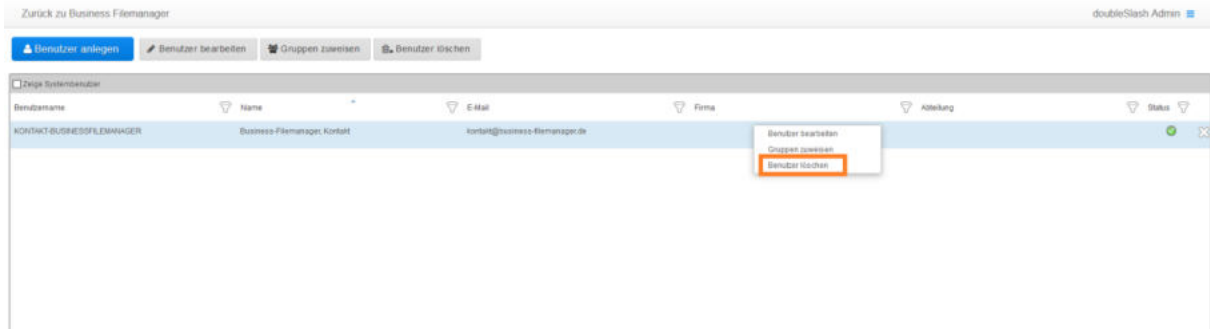 Zurück zu Business Filemanager doubleSlash Admin
Benutzer anlegen Benutzer bearbeiten Gruppen zuweisen Benutzer löschen
Zeige Systembenutzer
Benutzername Name E-Mail Firma Abteilung Status
KONTAKT-BUSINESSFILEMANAGER Business-Filemanager, Kontakt kontakt@business-filemanager.de
Benutzer bearbeiten
Gruppen zuweisen
Benutzer löschen